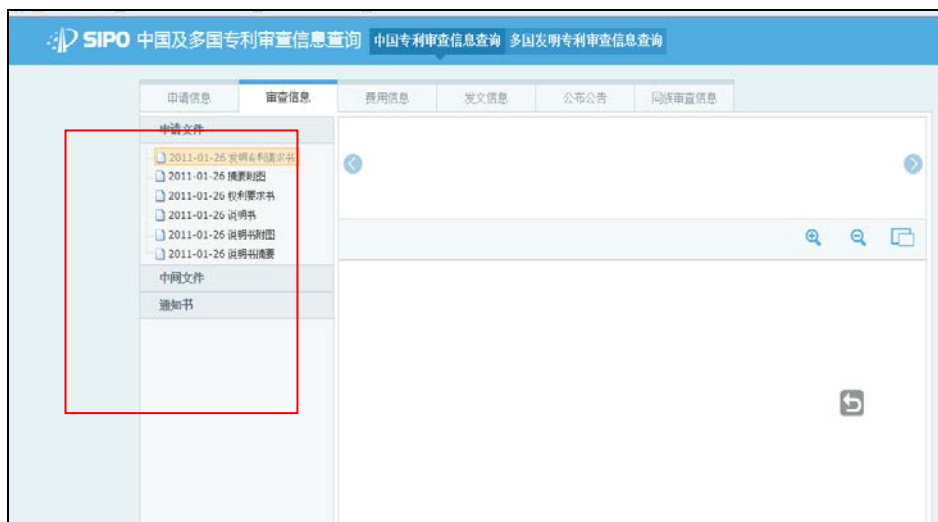 SIPO 中国及多国专利审查信息查询 中国专利审查信息查询 多国发明专利审查信息查询
申请信息 审查信息 费用信息 发文信息 公布公告 同族审查信息
申请文件
2011-01-26 发明专利请求书
2011-01-26 摘要附图
2011-01-26 权利要求书
2011-01-26 说明书
2011-01-26 说明书附图
2011-01-26 说明书摘要
中间文件
通知书